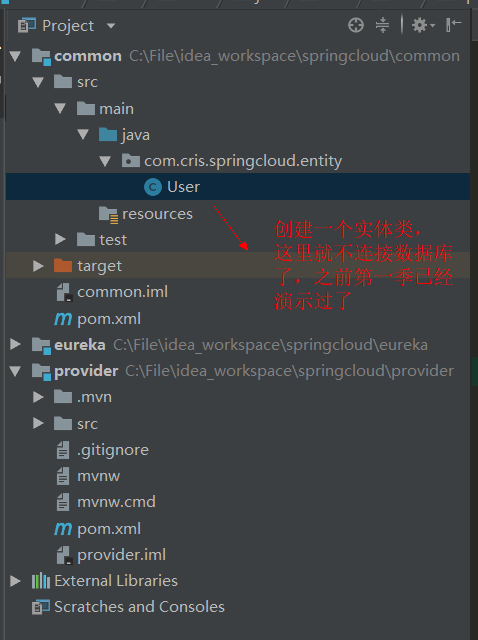 Project
common C:\File\idea_workspace\springcloud\common
src
main
java
com.cris.springcloud.entity
User
resources
创建一个实体类，
这里就不连接数据库
了，之前第一季已经
演示过了
test
target
common.iml
pom.xml
eureka C:\File\idea_workspace\springcloud\eureka
provider C:\File\idea_workspace\springcloud\provider
.mvn
src
.gitignore
mvnw
mvnw.cmd
pom.xml
provider.iml
External Libraries
Scratches and Consoles